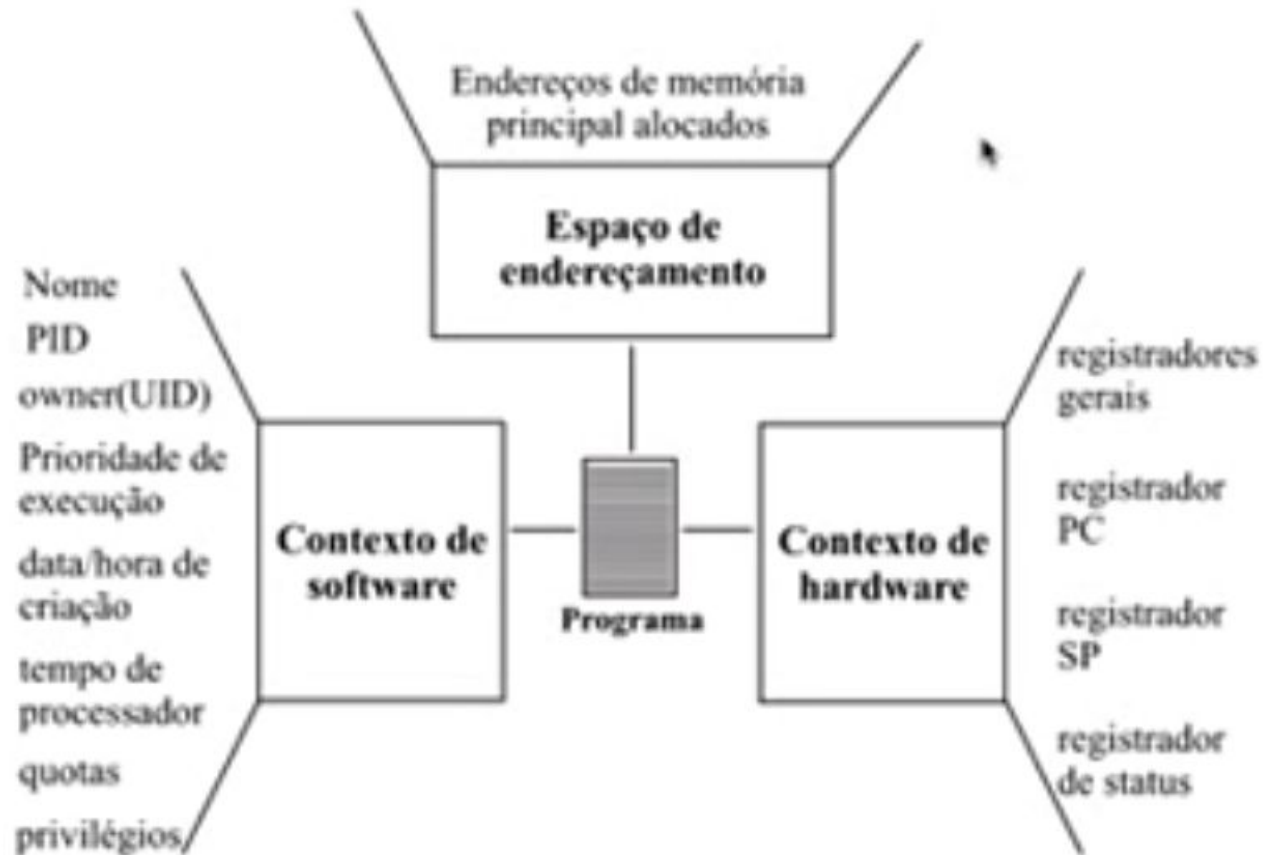 Endereços de memória
principal alocados
Espaço de
endereçamento
Nome
PID
owner(UID)
Prioridade de
execução
data/hora de
criação
tempo de
processador
quotas
privilégios
Contexto de
software
Programa
Contexto de
hardware
registradores
gerais
registrador
PC
registrador
SP
registrador
de status